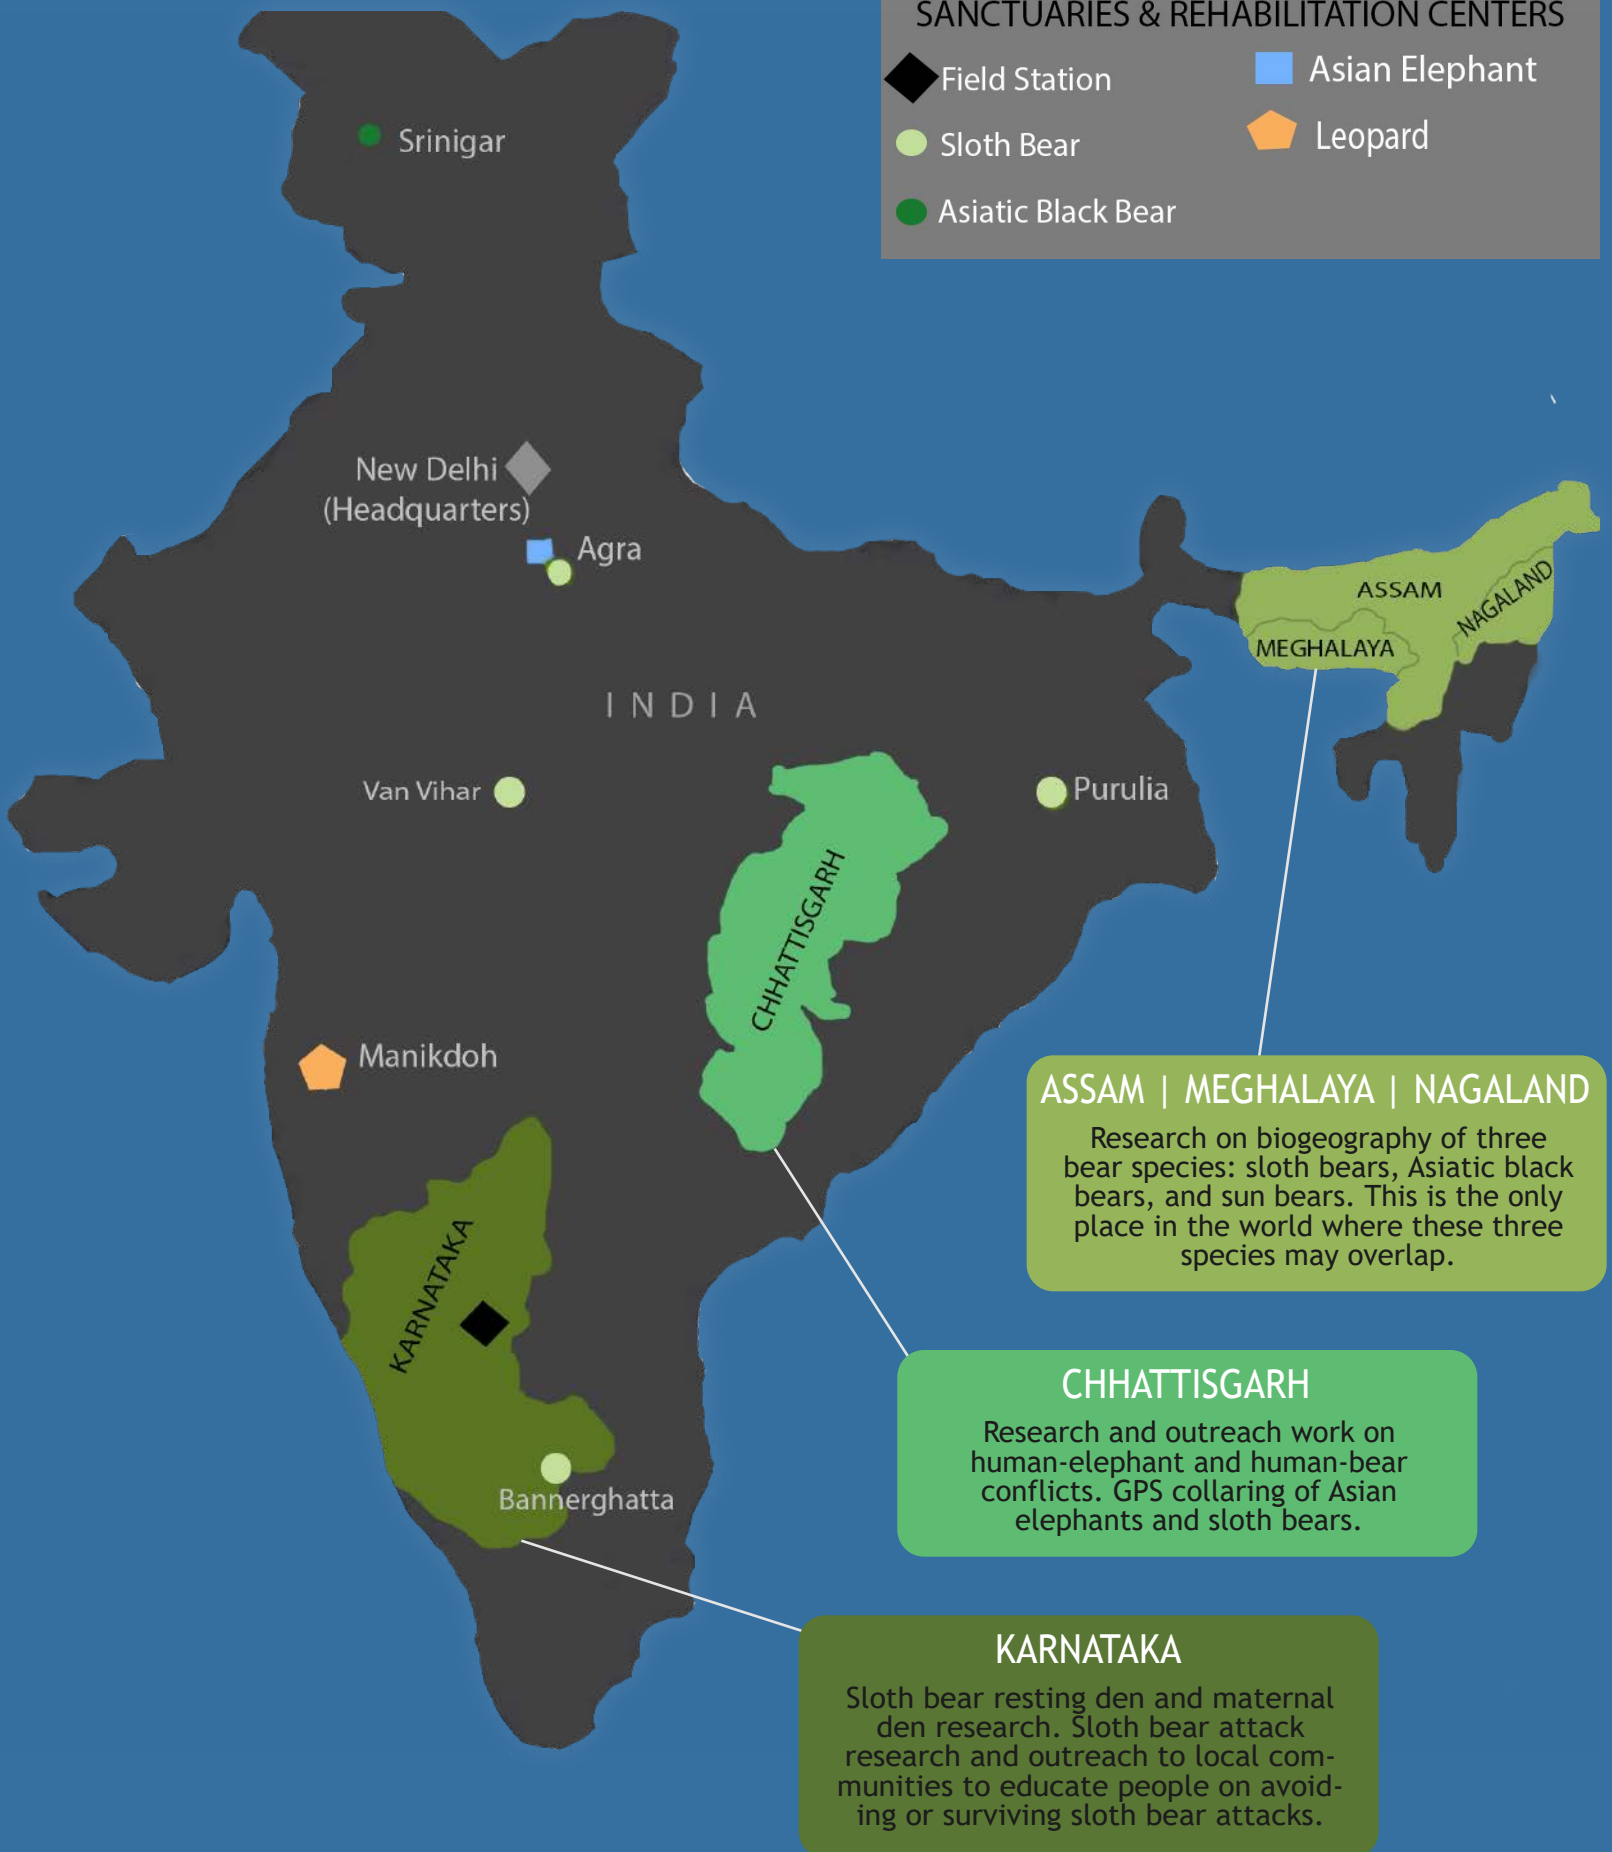 SANCTUARIES & REHABILITATION CENTERS
Field Station
Asian Elephant
Sloth Bear
Leopard
Asiatic Black Bear
Srinigar
New Delhi
(Headquarters)
Agra
ASSAM
NAGALAND
MEGHALAYA
INDIA
Van Vihar
Purulia
CHHATTISGARH
Manikdoh
KARNATAKA
Bannerghatta
ASSAM | MEGHALAYA | NAGALAND
Research on biogeography of three
bear species: sloth bears, Asiatic black
bears, and sun bears. This is the only
place in the world where these three
species may overlap.
CHHATTISGARH
Research and outreach work on
human-elephant and human-bear
conflicts. GPS collaring of Asian
elephants and sloth bears.
KARNATAKA
Sloth bear resting den and maternal
den research. Sloth bear attack
research and outreach to local com-
munities to educate people on avoid-
ing or surviving sloth bear attacks.